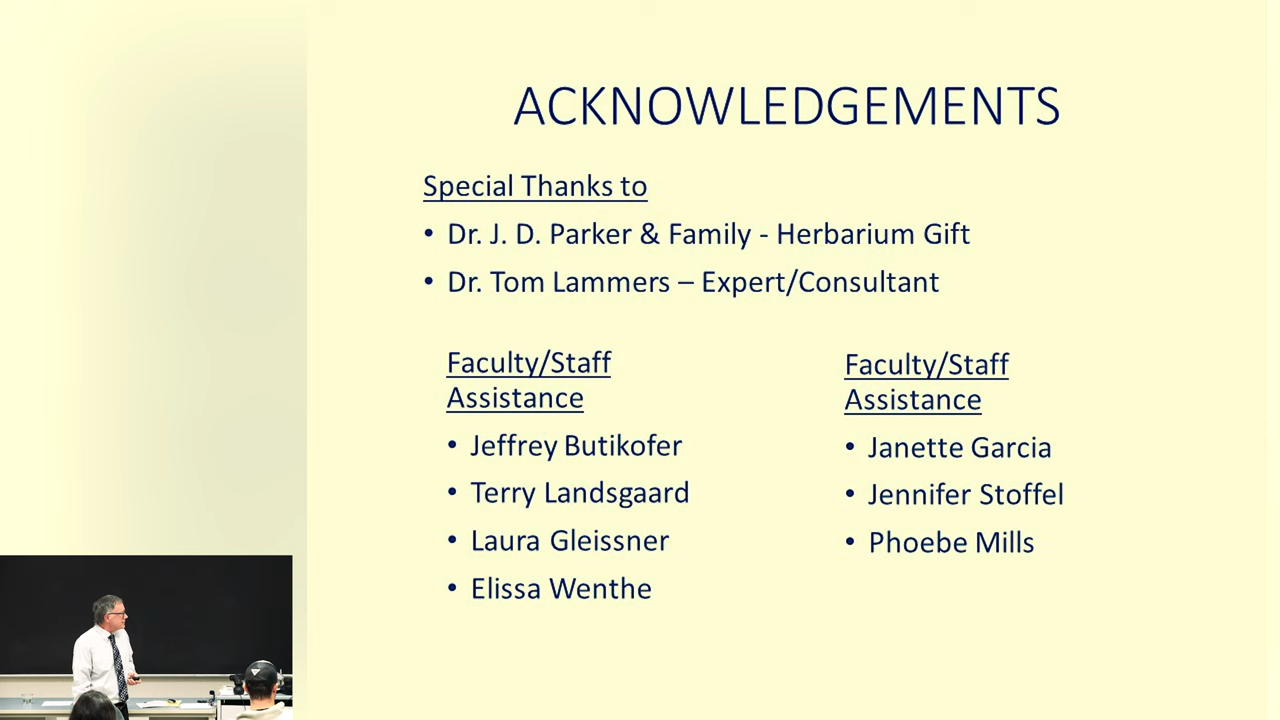 ACKNOWLEDGEMENTS
Special Thanks to
• Dr. J. D. Parker & Family - Herbarium Gift
• Dr. Tom Lammers – Expert/Consultant
Faculty/Staff
Assistance
• Jeffrey Butikofer
• Terry Landsgaard
• Laura Gleissner
• Elissa Wenthe
Faculty/Staff
Assistance
• Janette Garcia
• Jennifer Stoffel
• Phoebe Mills